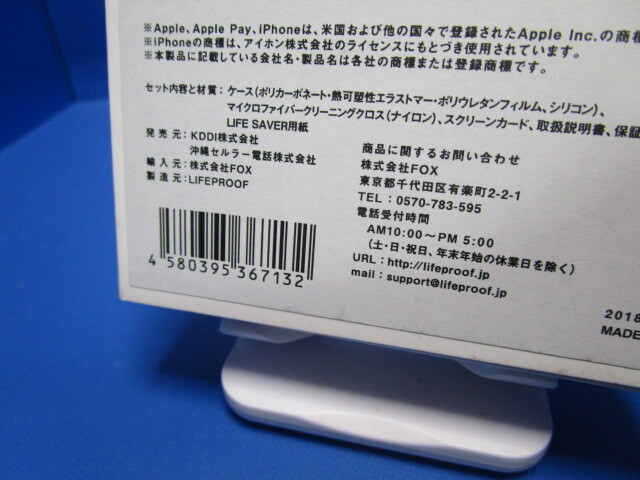 ※Apple、Apple Pay、iPhoneは、米国および他の国々で登録されたApple Inc.の商標
※iPhoneの商標は、アイホン株式会社のライセンスにもとづき使用されています。
※本製品に記載している会社名・製品名は各社の商標または登録商標です。
セット内容と材質：ケース(ポリカーボネート・熱可塑性エラストマー・ポリウレタンフィルム、シリコン)、
マイクロファイバークリーニングクロス(ナイロン)、スクリーンカード、取扱説明書、保証
LIFE SAVER用紙
発売元：KDDI株式会社
沖縄セルラー電話株式会社
輸入元：株式会社FOX
製造元：LIFEPROOF
商品に関するお問い合わせ
株式会社FOX
東京都千代田区有楽町2-2-1
TEL：0570-783-595
電話受付時間
AM10:00～PM 5:00
(土・日・祝日、年末年始の休業日を除く)
URL：http://lifeproof.jp
mail：support@lifeproof.jp
4 580395 367132
2018
MADE